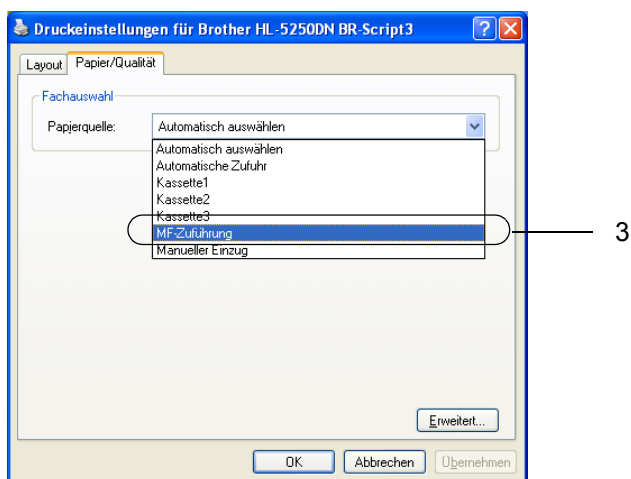 Druckeinstellungen für Brother HL-5250DN BR-Script3
Layout Papier/Qualität
Fachauswahl
Papierquelle: Automatisch auswählen
Automatisch auswählen
Automatische Zufuhr
Kassette1
Kassette2
Kassette3
MF-Zuführung
Manueller Einzug
3
Erweitert...
OK Abbrechen Übernehmen